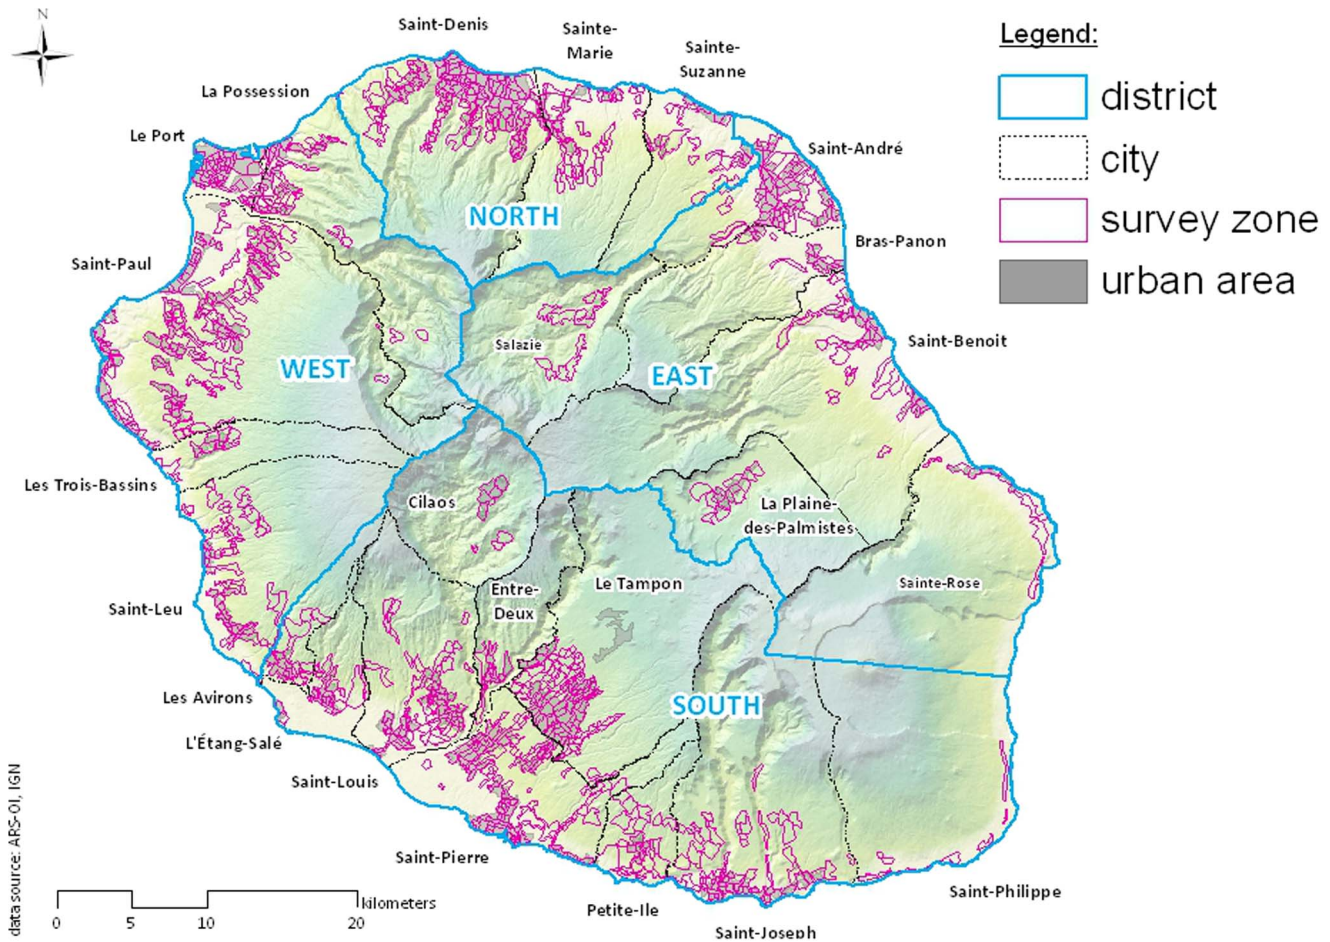 N
Saint-Denis
Sainte-
Marie
Sainte-
Suzanne
La Possession
Le Port
Saint-André
NORTH
Bras-Panon
Saint-Paul
Salazie
Saint-Benoit
WEST
EAST
Les Trois-Bassins
Cilaos
La Plaine-
des-Palmistes
Entre-
Deux
Le Tampon
Sainte-Rose
Saint-Leu
SOUTH
Les Avirons
L'Étang-Salé
Saint-Louis
Saint-Pierre
Petite-Ile
Saint-Joseph
Saint-Philippe
Legend:
district
city
survey zone
urban area
data source: ARS-OI, IGN
kilometers
0 5 10 20